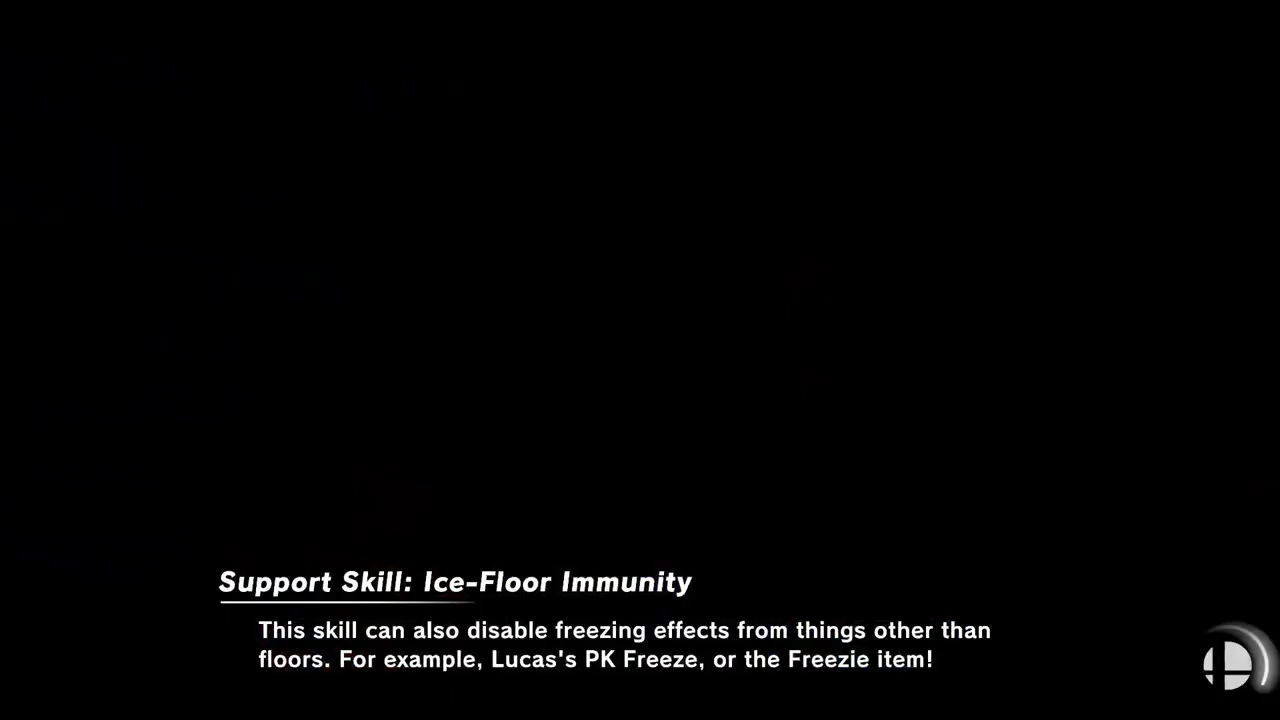 Support Skill: Ice-Floor Immunity
This skill can also disable freezing effects from things other than
floors. For example, Lucas's PK Freeze, or the Freezie item!